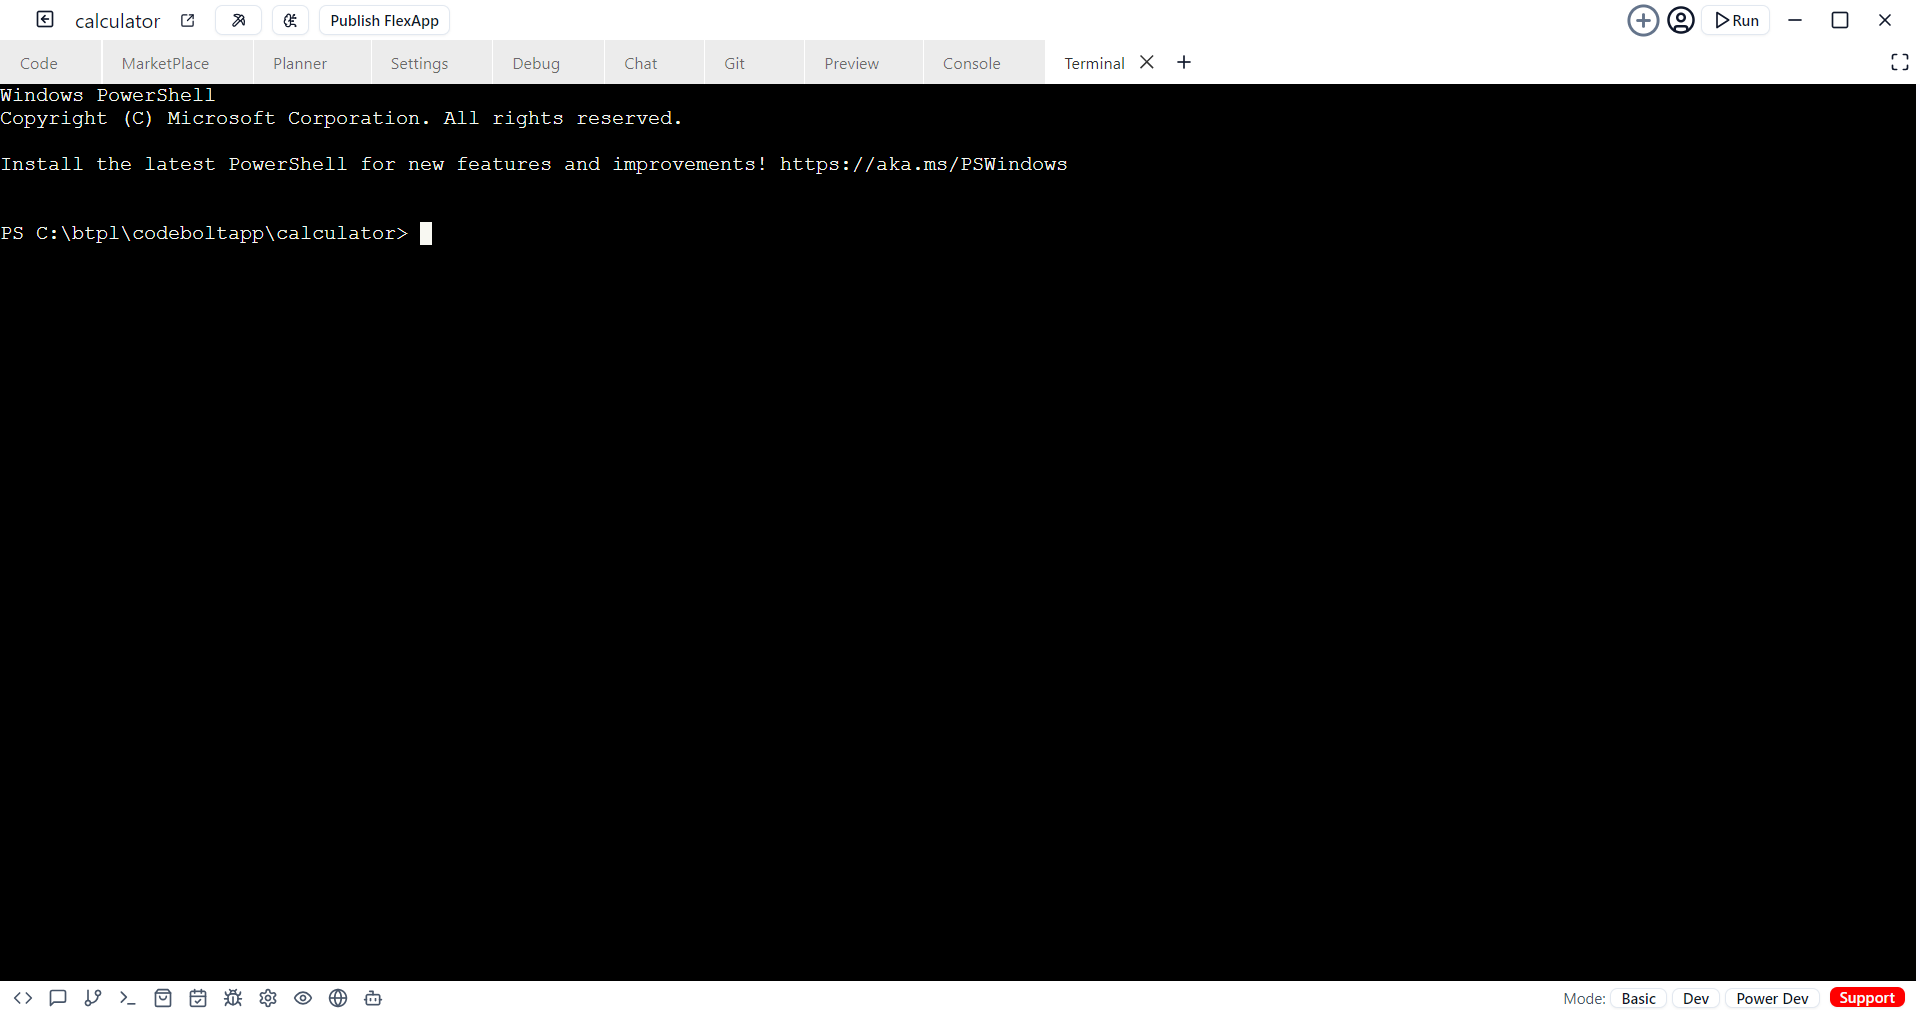 calculator Publish FlexApp Run
Code MarketPlace Planner Settings Debug Chat Git Preview Console Terminal
Windows PowerShell
Copyright (C) Microsoft Corporation. All rights reserved.
Install the latest PowerShell for new features and improvements! https://aka.ms/PSWindows
PS C:\btpl\codeboltapp\calculator>
Mode: Basic Dev Power Dev Support